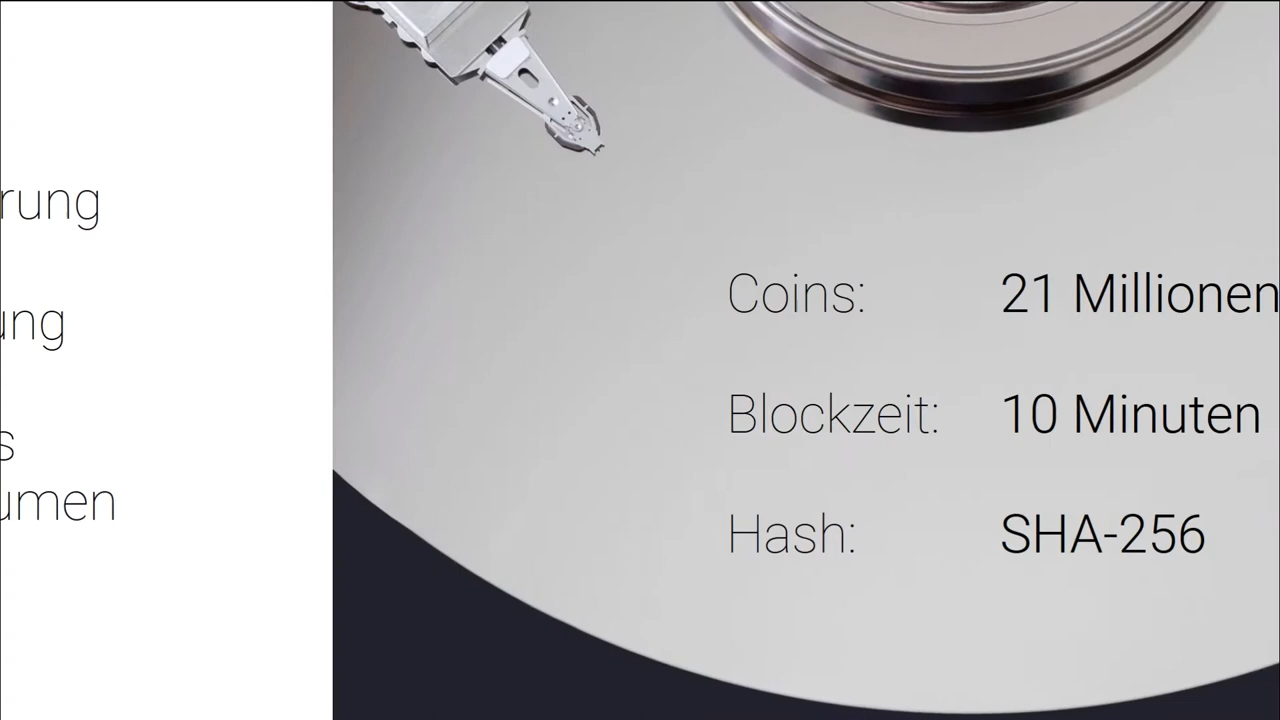 rung
ung
s
umen
Coins: 21 Millionen
Blockzeit: 10 Minuten
Hash: SHA-256